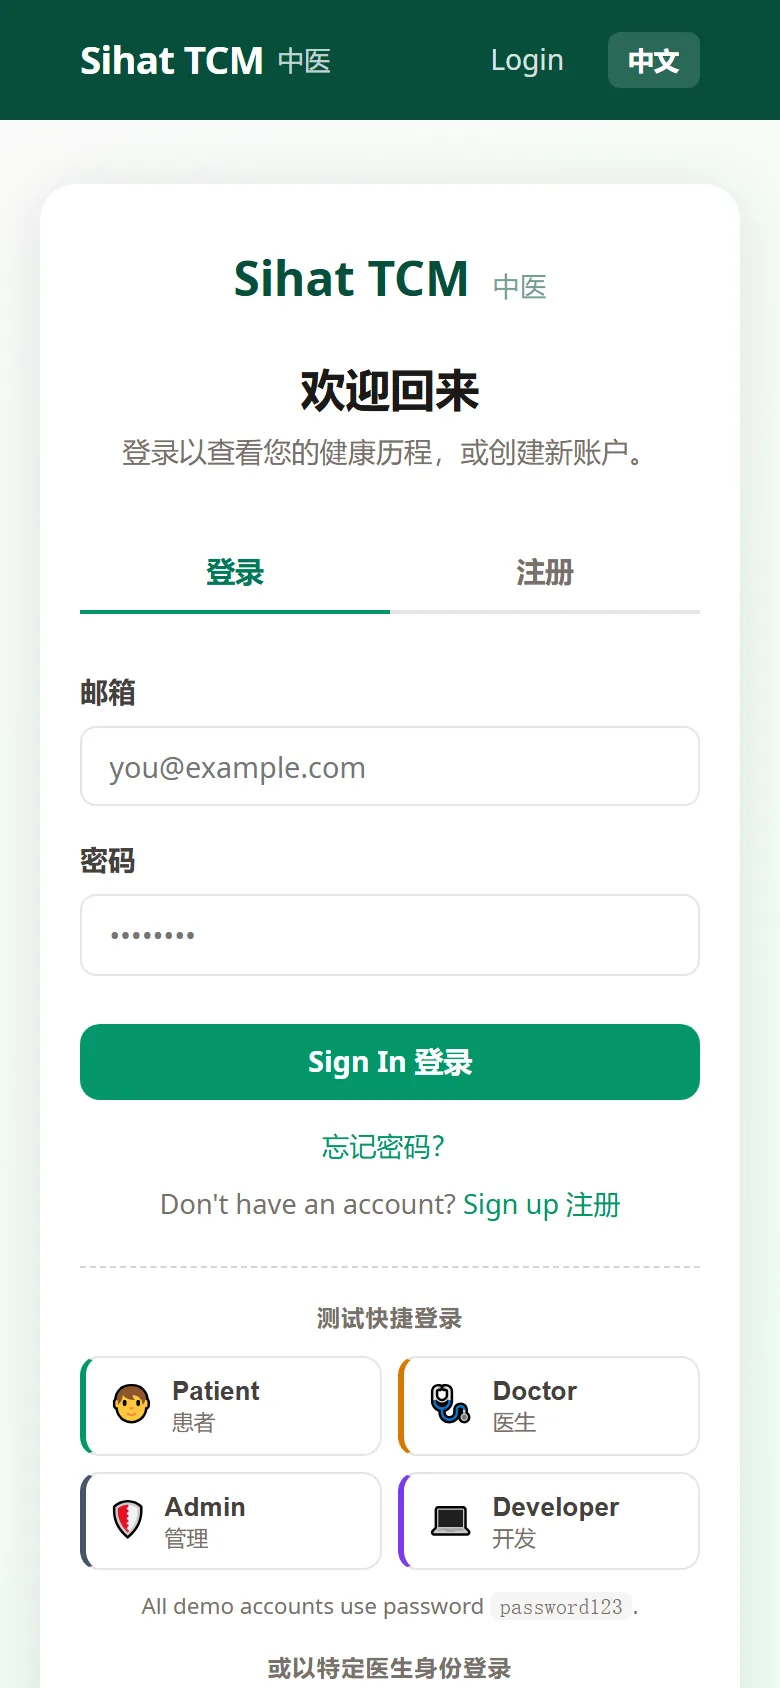 Sihat TCM 中医
Login
中文
Sihat TCM 中医
欢迎回来
登录以查看您的健康历程，或创建新账户。
登录
注册
邮箱
you@example.com
密码
••••••••
Sign In 登录
忘记密码？
Don't have an account? Sign up 注册
测试快捷登录
Patient
患者
Doctor
医生
Admin
管理
Developer
开发
All demo accounts use password password123.
或以特定医生身份登录